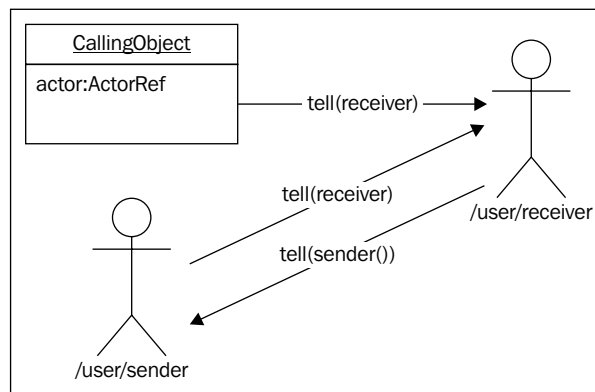 CallingObject
actor:ActorRef
tell(receiver)
tell(receiver)
/user/receiver
tell(sender())
/user/sender